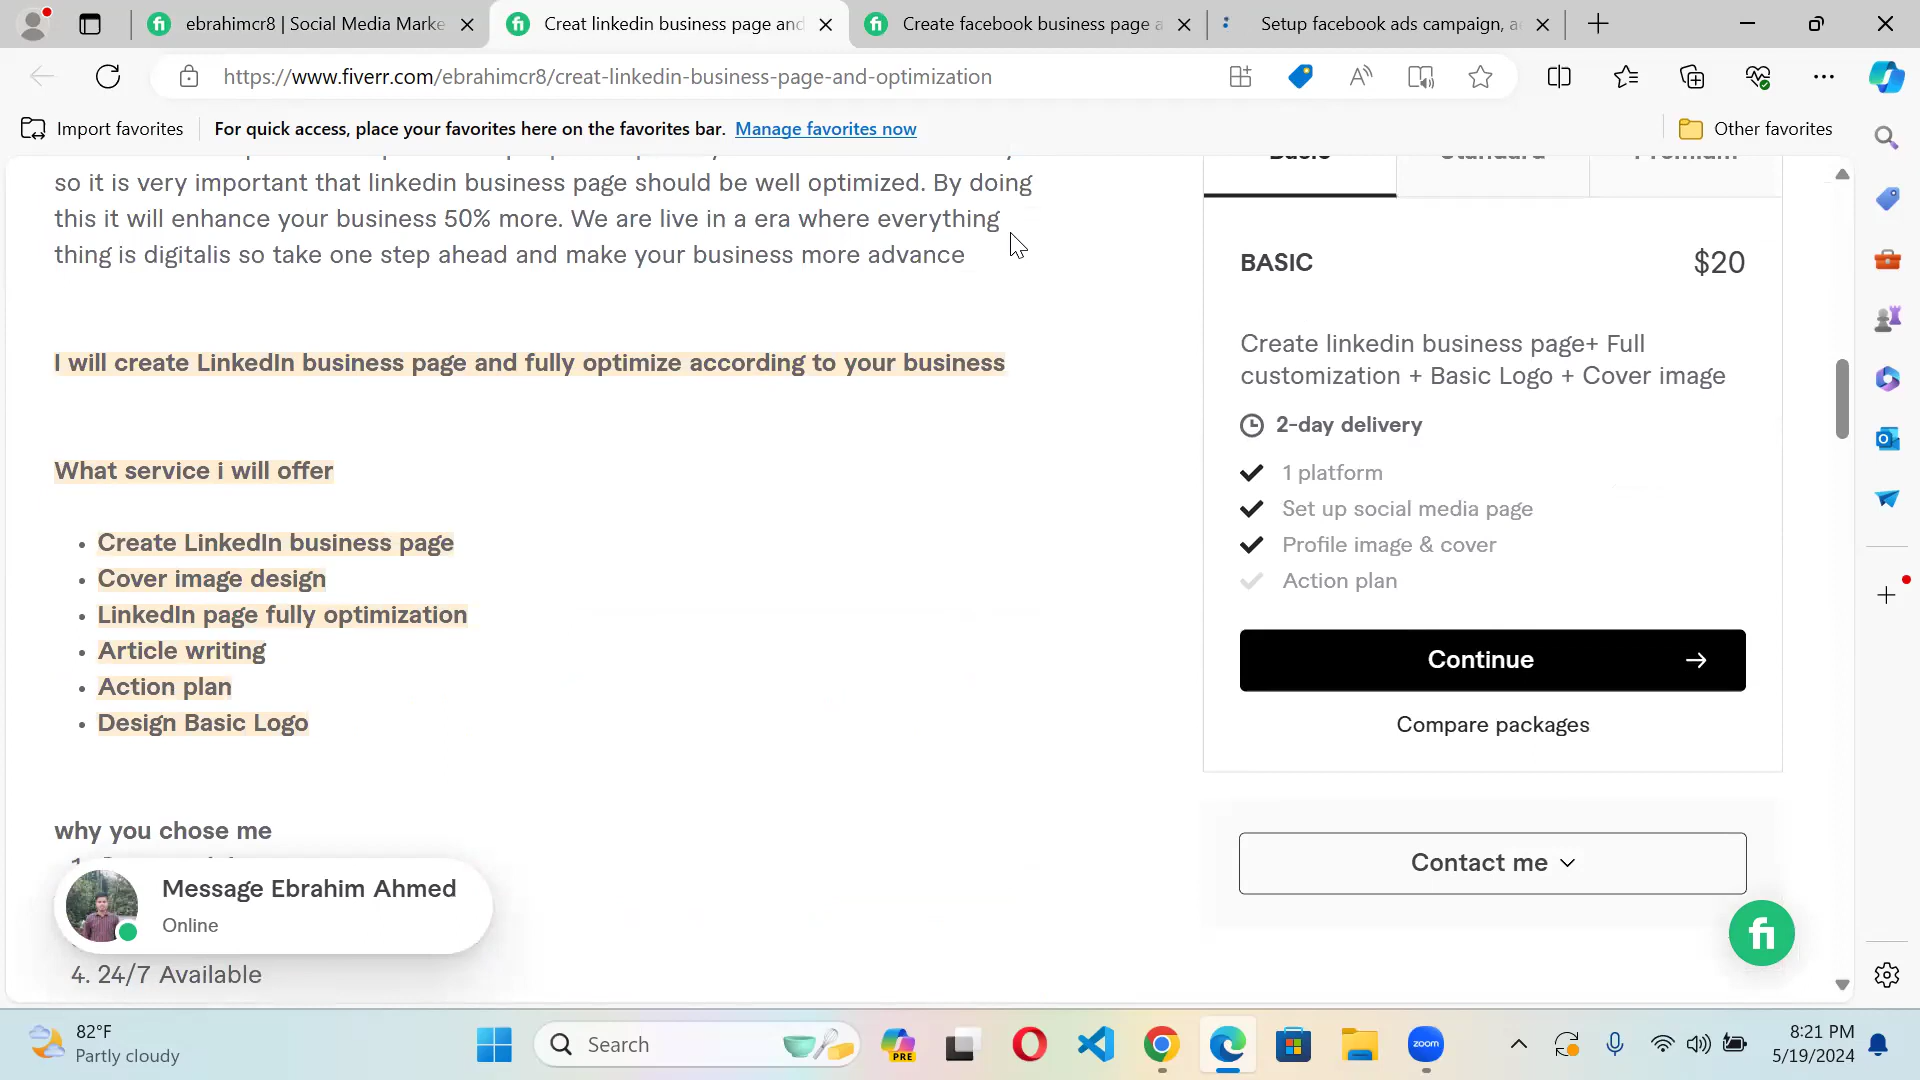 ebrahimcr8 | Social Media Marke
Creat linkedin business page and
Create facebook business page a
Setup facebook ads campaign, a
https://www.fiverr.com/ebrahimcr8/creat-linkedin-business-page-and-optimization
Import favorites
For quick access, place your favorites here on the favorites bar. Manage favorites now
Other favorites
so it is very important that linkedin business page should be well optimized. By doing
this it will enhance your business 50% more. We are live in a era where everything
thing is digitalis so take one step ahead and make your business more advance
I will create LinkedIn business page and fully optimize according to your business
What service i will offer
• Create LinkedIn business page
• Cover image design
• LinkedIn page fully optimization
• Article writing
• Action plan
• Design Basic Logo
why you chose me
Message Ebrahim Ahmed
Online
4. 24/7 Available
Basic
Standard
Premium
BASIC
$20
Create linkedin business page+ Full
customization + Basic Logo + Cover image
2-day delivery
1 platform
Set up social media page
Profile image & cover
Action plan
Continue
Compare packages
Contact me
fi
82°F
Partly cloudy
Search
PRE
zoom
8:21 PM
5/19/2024